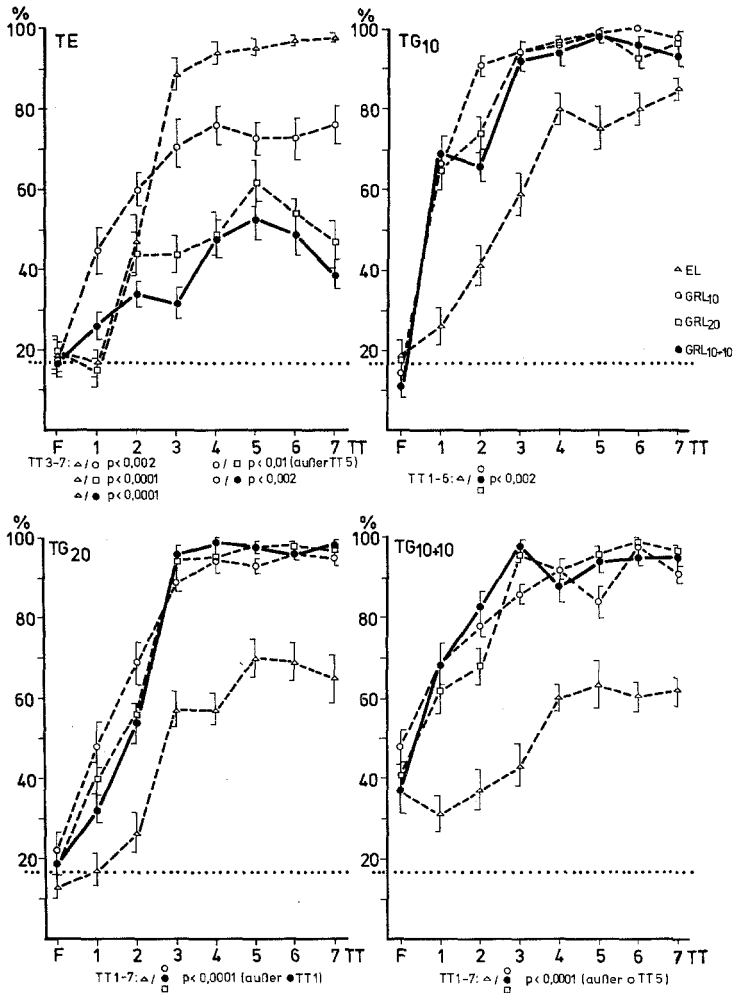 % TE
100
80
60
40
20
F 1 2 3 4 5 6 7 TT
TT 3-7: △/○ p<0,002
△/□ p<0,0001
△/● p<0,0001
○/□ p<0,01 (außer TT5)
○/● p<0,002
% TG10
100
80
60
40
20
△ EL
○ GRL10
□ GRL20
● GRL10+10
F 1 2 3 4 5 6 7 TT
○
TT 1-5: △/● p<0,002
□
% TG20
100
80
60
40
20
F 1 2 3 4 5 6 7 TT
○
TT 1-7: △/● p<0,0001 (außer ●TT1)
□
% TG10+10
100
80
60
40
20
F 1 2 3 4 5 6 7 TT
○
TT 1-7: △/● p<0,0001 (außer ○TT5)
□